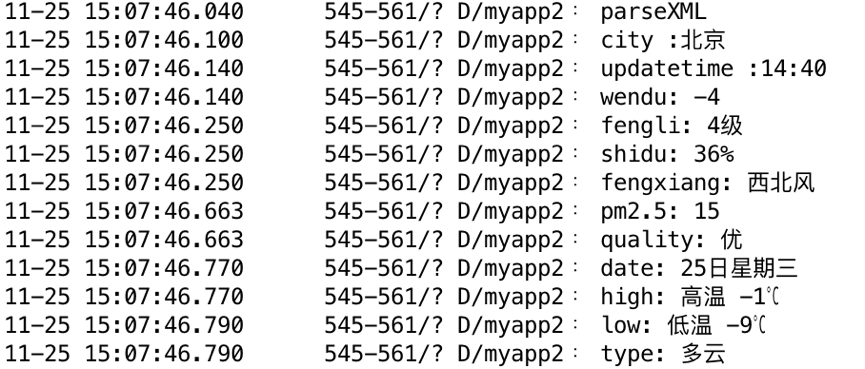 11-25 15:07:46.040 545-561/? D/myapp2: parseXML
11-25 15:07:46.100 545-561/? D/myapp2: city :北京
11-25 15:07:46.140 545-561/? D/myapp2: updatetime :14:40
11-25 15:07:46.140 545-561/? D/myapp2: wendu: -4
11-25 15:07:46.250 545-561/? D/myapp2: fengli: 4级
11-25 15:07:46.250 545-561/? D/myapp2: shidu: 36%
11-25 15:07:46.250 545-561/? D/myapp2: fengxiang: 西北风
11-25 15:07:46.663 545-561/? D/myapp2: pm2.5: 15
11-25 15:07:46.663 545-561/? D/myapp2: quality: 优
11-25 15:07:46.770 545-561/? D/myapp2: date: 25日星期三
11-25 15:07:46.770 545-561/? D/myapp2: high: 高温 -1℃
11-25 15:07:46.790 545-561/? D/myapp2: low: 低温 -9℃
11-25 15:07:46.790 545-561/? D/myapp2: type: 多云